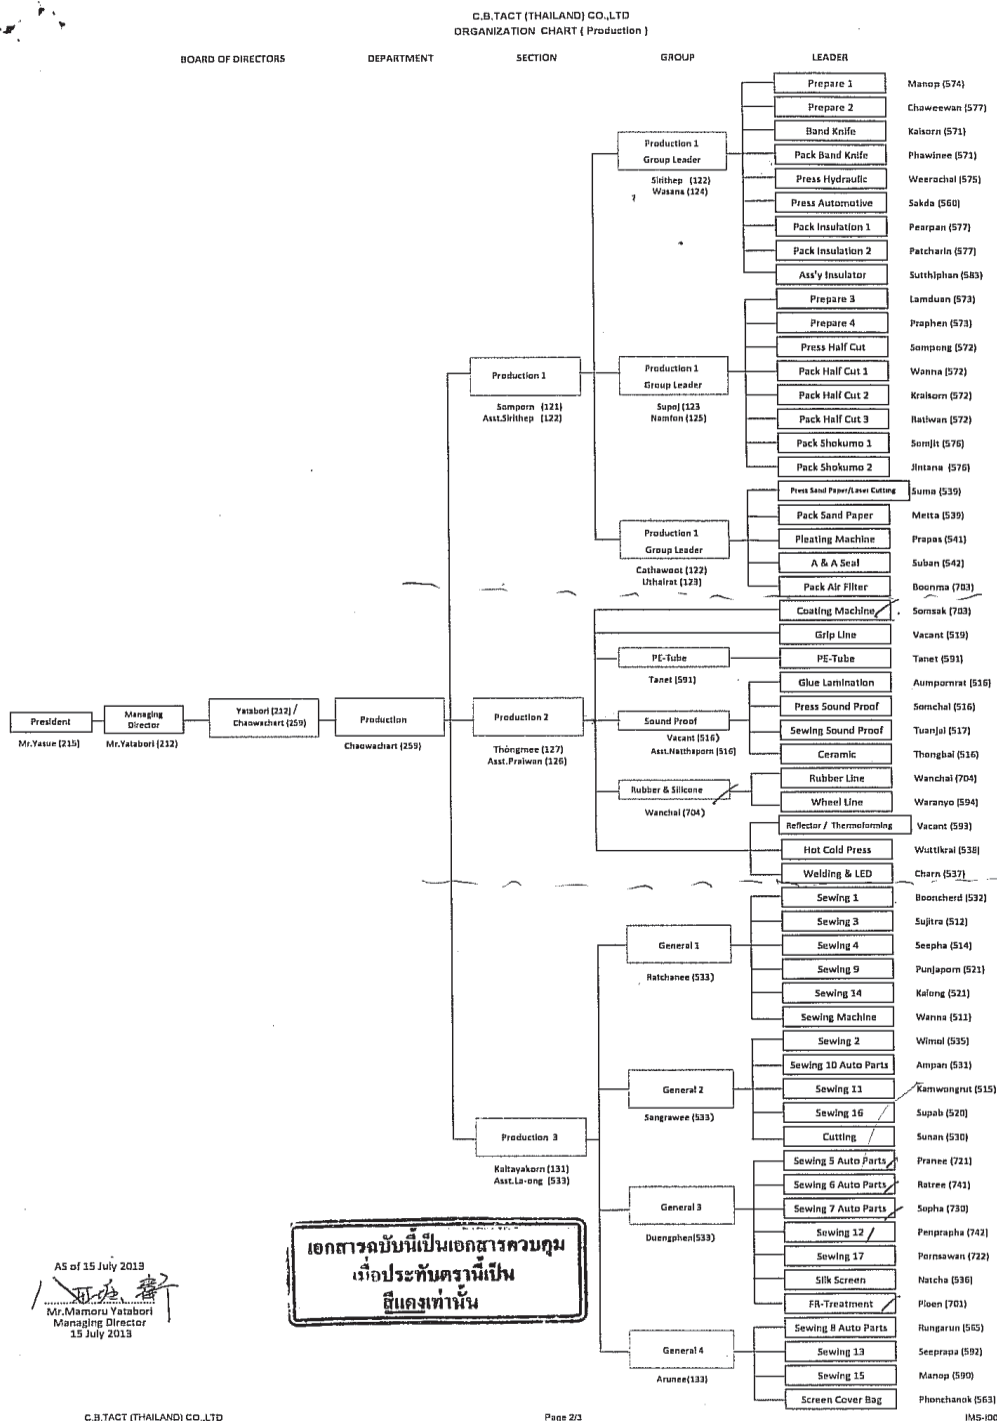 C.B.TACT (THAILAND) CO.,LTD
ORGANIZATION CHART ( Production )
BOARD OF DIRECTORS DEPARTMENT SECTION GROUP LEADER
Prepare 1 Manop (574)
Prepare 2 Chaweewan (577)
Band Knife Kaisorn (571)
Production 1
Group Leader
Pack Band Knife Phawinee (571)
Sirithep (122)
Wasana (124)
Press Hydraulic Weerachai (575)
Press Automotive Sakda (560)
Pack Insulation 1 Pearpan (577)
Pack Insulation 2 Patcharin (577)
Ass'y Insulator Sutthiphan (583)
Prepare 3 Lamduan (573)
Prepare 4 Praphen (573)
Press Half Cut Sompong (572)
Production 1
Somporn (121)
Asst.Sirithep (122)
Production 1
Group Leader
Supoj (123
Namfon (125)
Pack Half Cut 1 Wanna (572)
Pack Half Cut 2 Kraisorn (572)
Pack Half Cut 3 Ratiwan (572)
Pack Shokumo 1 Somjit (576)
Pack Shokumo 2 Jintana (576)
Press Sand Paper/Laser Cutting Suma (539)
Pack Sand Paper Metta (539)
Production 1
Group Leader
Cathawoot (122)
Uthairat (123)
Pleating Machine Prapas (541)
A & A Seal Suban (542)
Pack Air Filter Boonma (703)
Coating Machine Somsak (703)
Grip Line Vacant (519)
PE-Tube
Tanet (591)
PE-Tube Tanet (591)
Glue Lamination Aumpornrat (516)
Press Sound Proof Somchai (516)
President
Mr.Yasue (215)
Managing
Director
Mr.Yatabori (212)
Yatabori (212) /
Chaowachart (259)
Production
Chaowachart (259)
Production 2
Thongmee (127)
Asst.Praiwan (126)
Sound Proof
Vacant (516)
Asst.Natthaporn (516)
Sewing Sound Proof Tuanjai (517)
Ceramic Thongbai (516)
Rubber & Silicone
Wanchai (704)
Rubber Line Wanchai (704)
Wheel Line Waranyo (594)
Reflector / Thermoforming Vacant (593)
Hot Cold Press Wuttikrai (538)
Welding & LED Charn (537)
Sewing 1 Booncherd (532)
Sewing 3 Sujitra (512)
General 1
Ratchanee (533)
Sewing 4 Seepha (514)
Sewing 9 Punjaporn (521)
Sewing 14 Kalong (521)
Sewing Machine Wanna (511)
Sewing 2 Wimol (535)
Sewing 10 Auto Parts Ampan (531)
General 2
Sangrawee (533)
Sewing 11 Kamwongrut (515)
Sewing 16 Supab (520)
Cutting Sunan (530)
Production 3
Kaltayakorn (131)
Asst.La-ong (533)
Sewing 5 Auto Parts Pranee (721)
Sewing 6 Auto Parts Ratree (741)
General 3
Duengphen(533)
Sewing 7 Auto Parts Sopha (730)
Sewing 12 Penprapha (742)
Sewing 17 Pornsawan (722)
Silk Screen Natcha (536)
FR-Treatment Ploen (701)
Sewing 8 Auto Parts Rungarun (565)
General 4
Arunee(133)
Sewing 13 Seeprapa (592)
Sewing 15 Manop (590)
Screen Cover Bag Phonchanok (563)
เอกสารฉบับนี้เป็นเอกสารควบคุม
เมื่อประทับตรานี้เป็น
สีแดงเท่านั้น
AS of 15 July 2013
Mr.Mamoru Yatabori
Managing Director
15 July 2013
C.B.TACT (THAILAND) CO.,LTD Page 2/3 IMS-I00